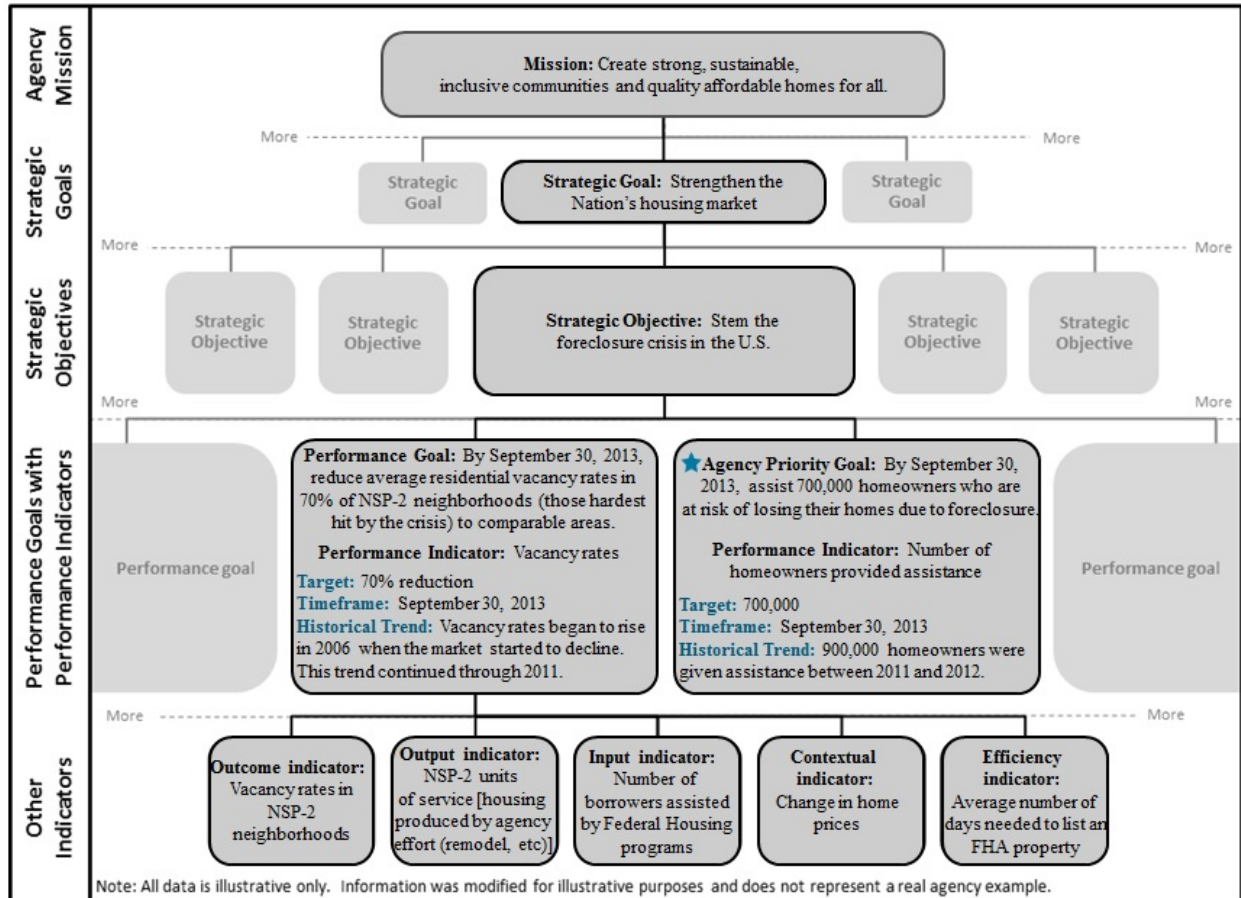 Agency
Mission
Mission: Create strong, sustainable,
inclusive communities and quality affordable homes for all.
More
More
Strategic
Goals
Strategic
Goal
Strategic Goal: Strengthen the
Nation's housing market
Strategic
Goal
More
More
Strategic
Objectives
Strategic
Objective
Strategic
Objective
Strategic Objective: Stem the
foreclosure crisis in the U.S.
Strategic
Objective
Strategic
Objective
More
More
Performance Goals with
Performance Indicators
Performance goal
Performance Goal: By September 30, 2013,
reduce average residential vacancy rates in
70% of NSP-2 neighborhoods (those hardest
hit by the crisis) to comparable areas.
Performance Indicator: Vacancy rates
Target: 70% reduction
Timeframe: September 30, 2013
Historical Trend: Vacancy rates began to rise
in 2006 when the market started to decline.
This trend continued through 2011.
Agency Priority Goal: By September 30,
2013, assist 700,000 homeowners who are
at risk of losing their homes due to foreclosure.
Performance Indicator: Number of
homeowners provided assistance
Target: 700,000
Timeframe: September 30, 2013
Historical Trend: 900,000 homeowners were
given assistance between 2011 and 2012.
Performance goal
More
More
Other
Indicators
Outcome indicator:
Vacancy rates in
NSP-2
neighborhoods
Output indicator:
NSP-2 units
of service [housing
produced by agency
effort (remodel, etc)]
Input indicator:
Number of
borrowers assisted
by Federal Housing
programs
Contextual
indicator:
Change in home
prices
Efficiency
indicator:
Average number of
days needed to list an
FHA property
Note: All data is illustrative only. Information was modified for illustrative purposes and does not represent a real agency example.